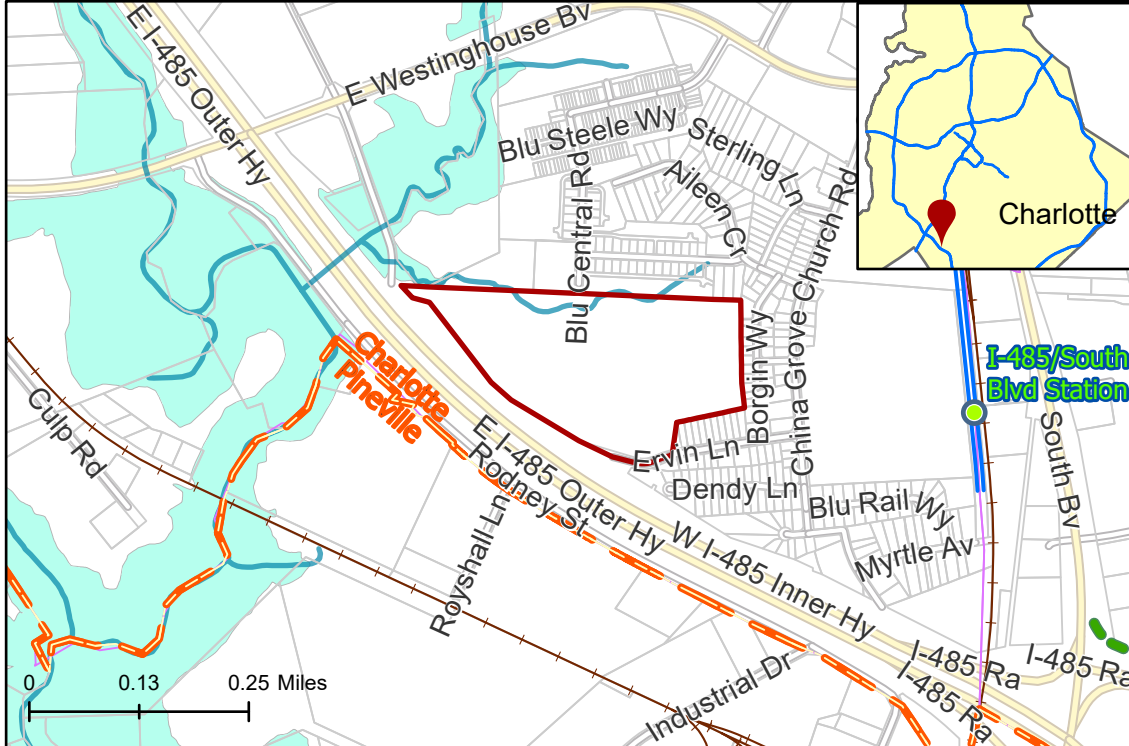 E I-485 Outer Hy
E Westinghouse Bv
Blu Steele Wy
Sterling Ln
Aileen Cr
Blu Central Rd
China Grove Church Rd
Charlotte
Charlotte
Pineville
Borgin Wy
I-485/South
Blvd Station
Culp Rd
South Bv
Ervin Ln
E I-485 Outer Hy
Rodney St
Dendy Ln
Blu Rail Wy
Royshall Ln
W I-485 Inner Hy
Myrtle Av
I-485 Ra
I-485 Ra
I-485 Ra
Industrial Dr
0 0.13 0.25 Miles